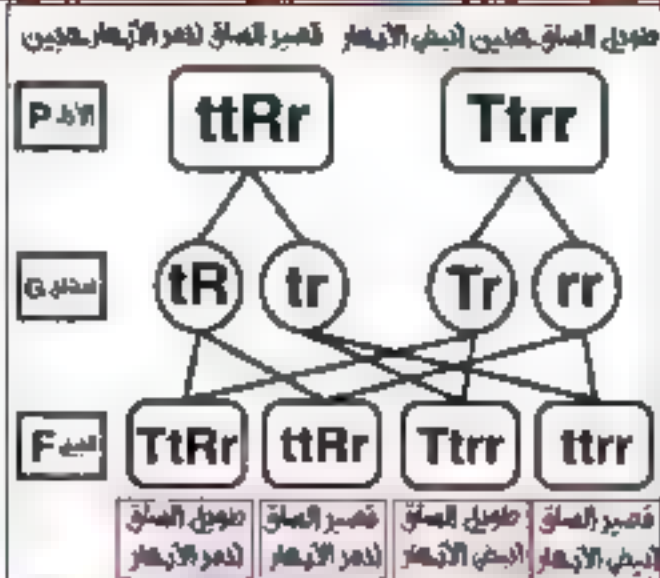 طويل الساق هجين أبيض الأزهار
قصير الساق أحمر الأزهار هجين
P الآباء
ttRr
Ttrr
G
tR
tr
Tr
rr
F
TtRr
ttRr
Ttrr
ttrr
طويل الساق
أحمر الأزهار
قصير الساق
أحمر الأزهار
طويل الساق
أبيض الأزهار
قصير الساق
أبيض الأزهار